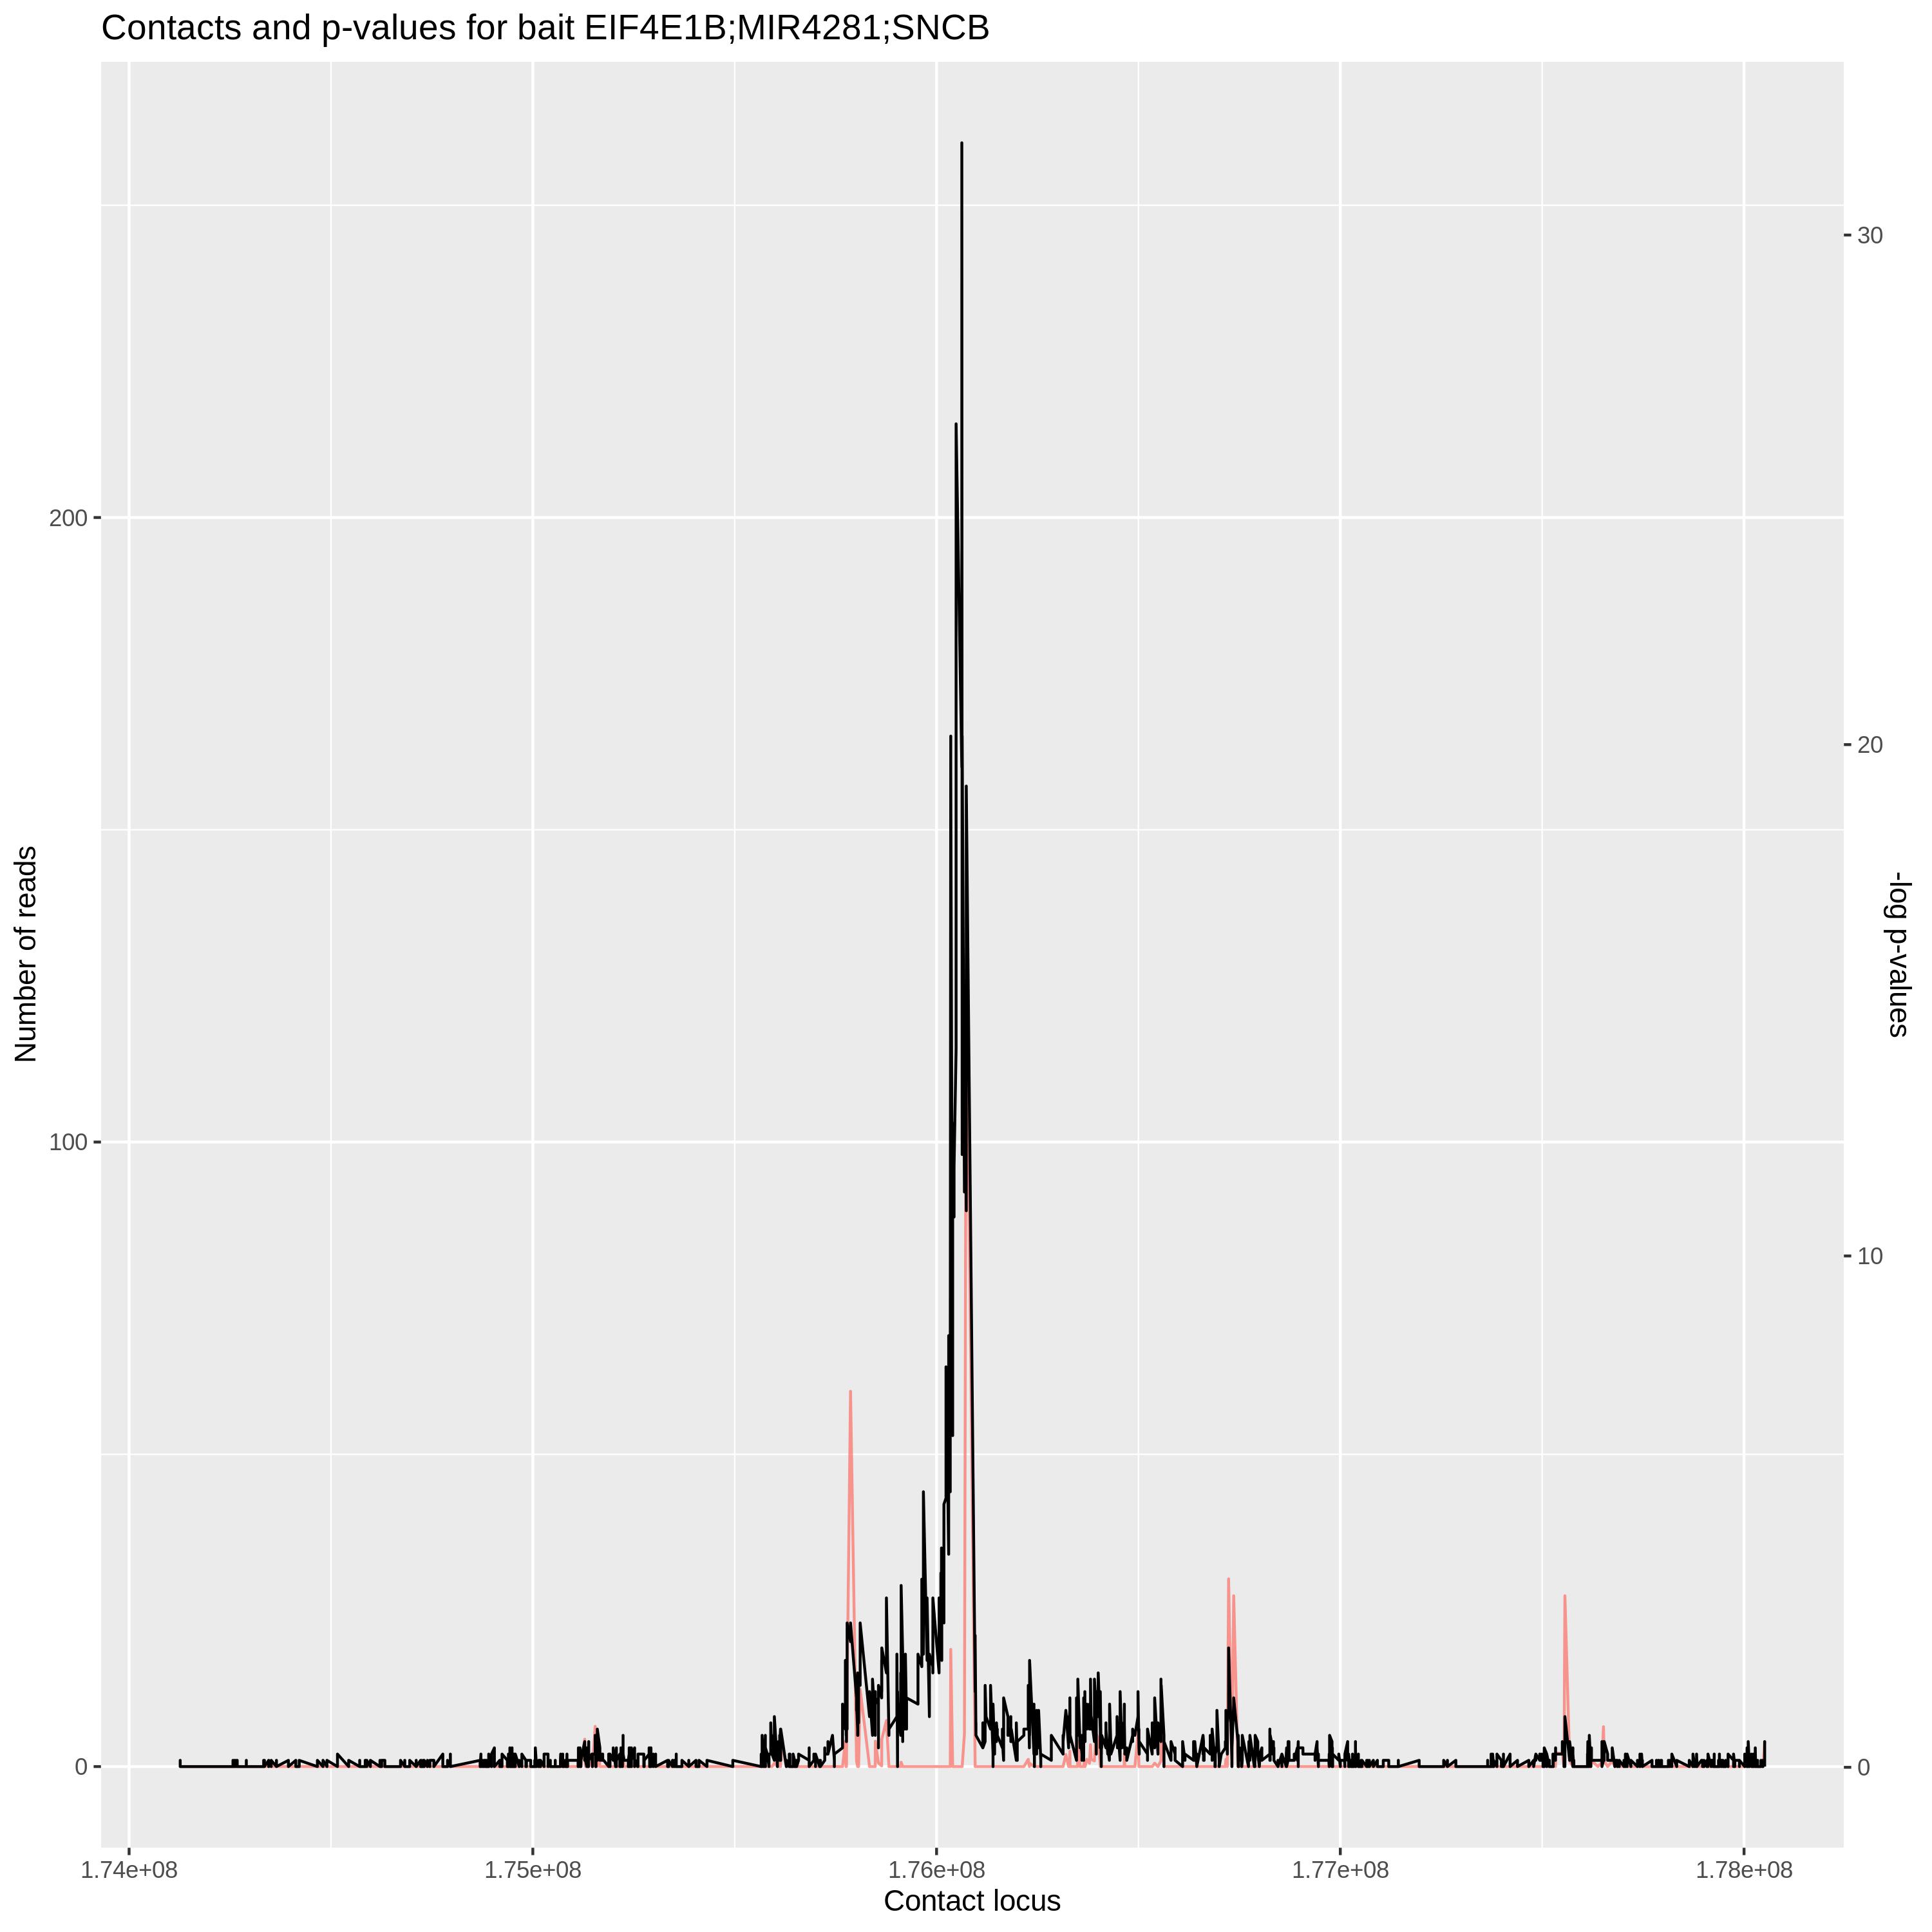 Contacts and p-values for bait EIF4E1B;MIR4281;SNCB
Number of reads
200
100
0
30
20
10
0
-log p-values
1.74e+08
1.75e+08
1.76e+08
1.77e+08
1.78e+08
Contact locus